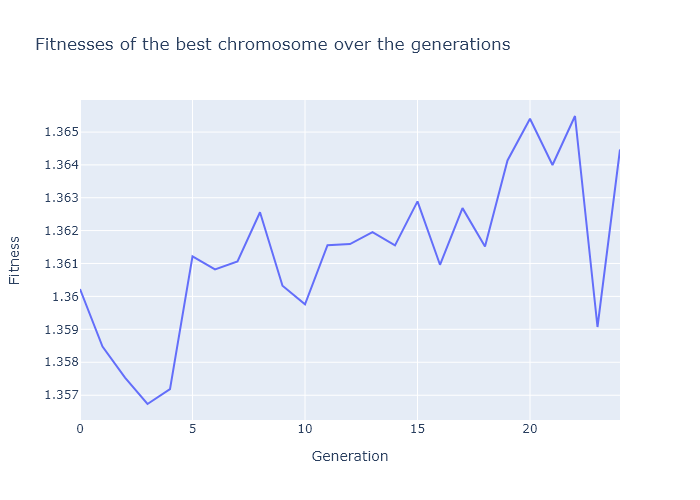 Fitnesses of the best chromosome over the generations
Fitness
1.365
1.364
1.363
1.362
1.361
1.36
1.359
1.358
1.357
0 5 10 15 20
Generation